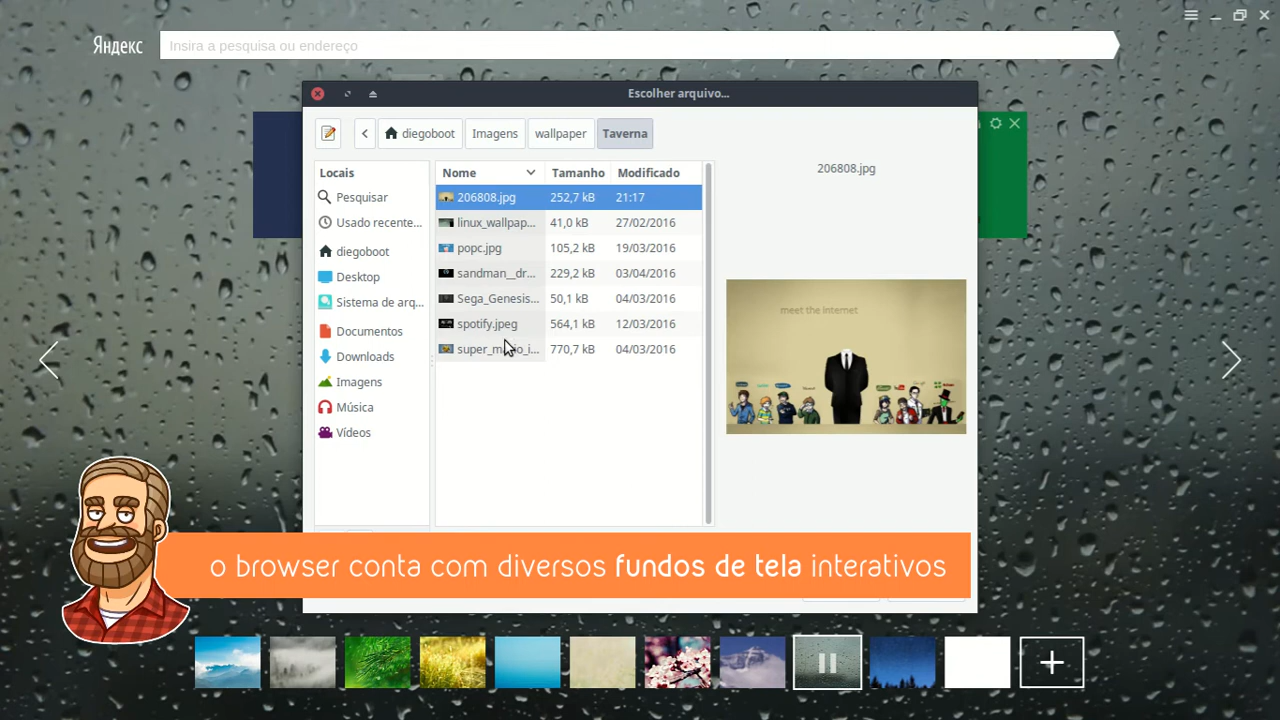 Яндекс
Insira a pesquisa ou endereço
Escolher arquivo...
diegoboot
Imagens
wallpaper
Taverna
Locais
Pesquisar
Usado recente...
diegoboot
Desktop
Sistema de arq...
Documentos
Downloads
Imagens
Música
Vídeos
Nome Tamanho Modificado
206808.jpg 252,7 kB 21:17
linux_wallpap... 41,0 kB 27/02/2016
popc.jpg 105,2 kB 19/03/2016
sandman__dr... 229,2 kB 03/04/2016
Sega_Genesis... 50,1 kB 04/03/2016
spotify.jpeg 564,1 kB 12/03/2016
super_mario_i... 770,7 kB 04/03/2016
206808.jpg
meet the internet
o browser conta com diversos fundos de tela interativos